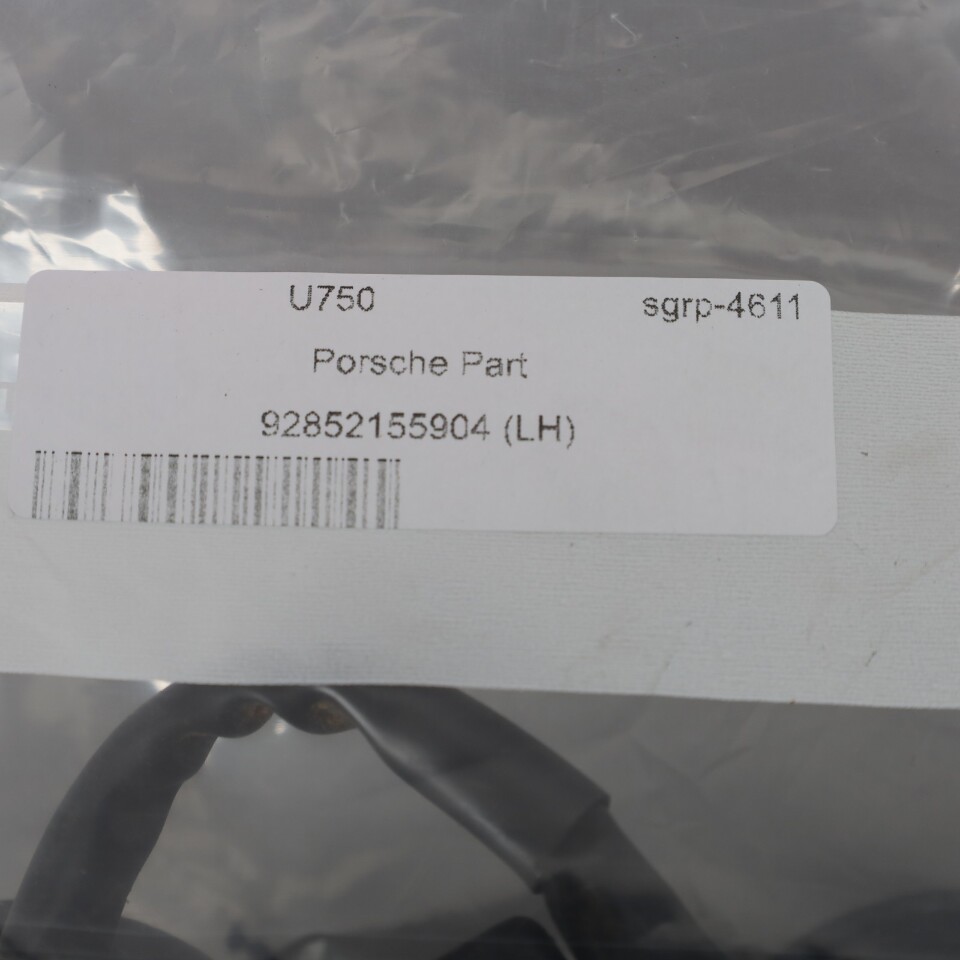 U750 sgrp-4611
Porsche Part
92852155904 (LH)